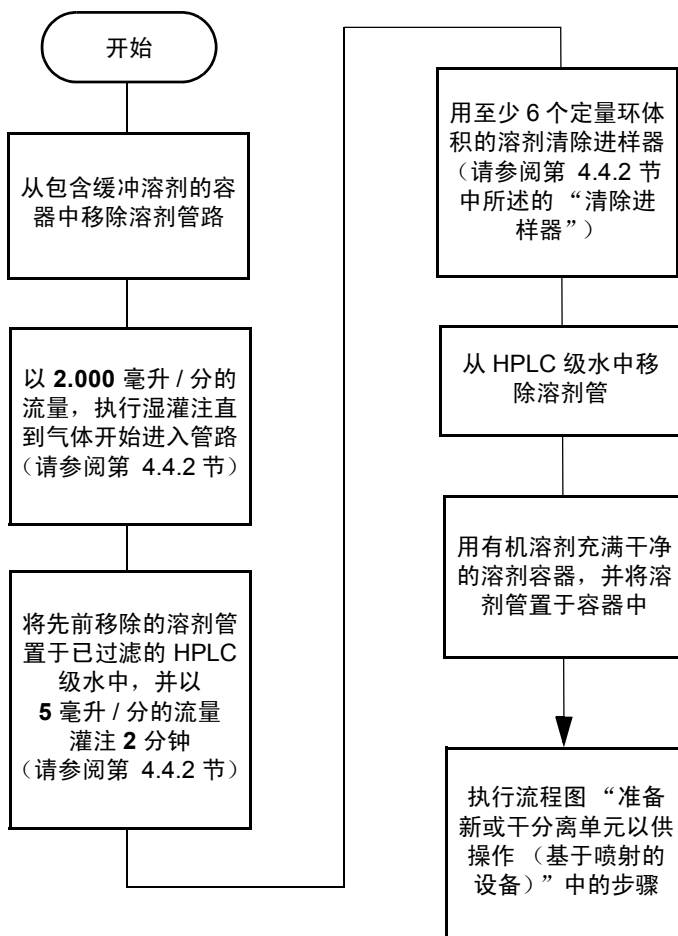 开始
从包含缓冲溶剂的容
器中移除溶剂管路
以 2.000 毫升 / 分的
流量，执行湿灌注直
到气体开始进入管路
（请参阅第 4.4.2 节）
将先前移除的溶剂管
置于已过滤的 HPLC
级水中，并以
5 毫升 / 分的流量
灌注 2 分钟
（请参阅第 4.4.2 节）
用至少 6 个定量环体
积的溶剂清除进样器
（请参阅第 4.4.2 节
中所述的 “清除进
样器”）
从 HPLC 级水中移
除溶剂管
用有机溶剂充满干净
的溶剂容器，并将溶
剂管置于容器中
执行流程图 “准备
新或干分离单元以供
操作 （基于喷射的
设备）”中的步骤